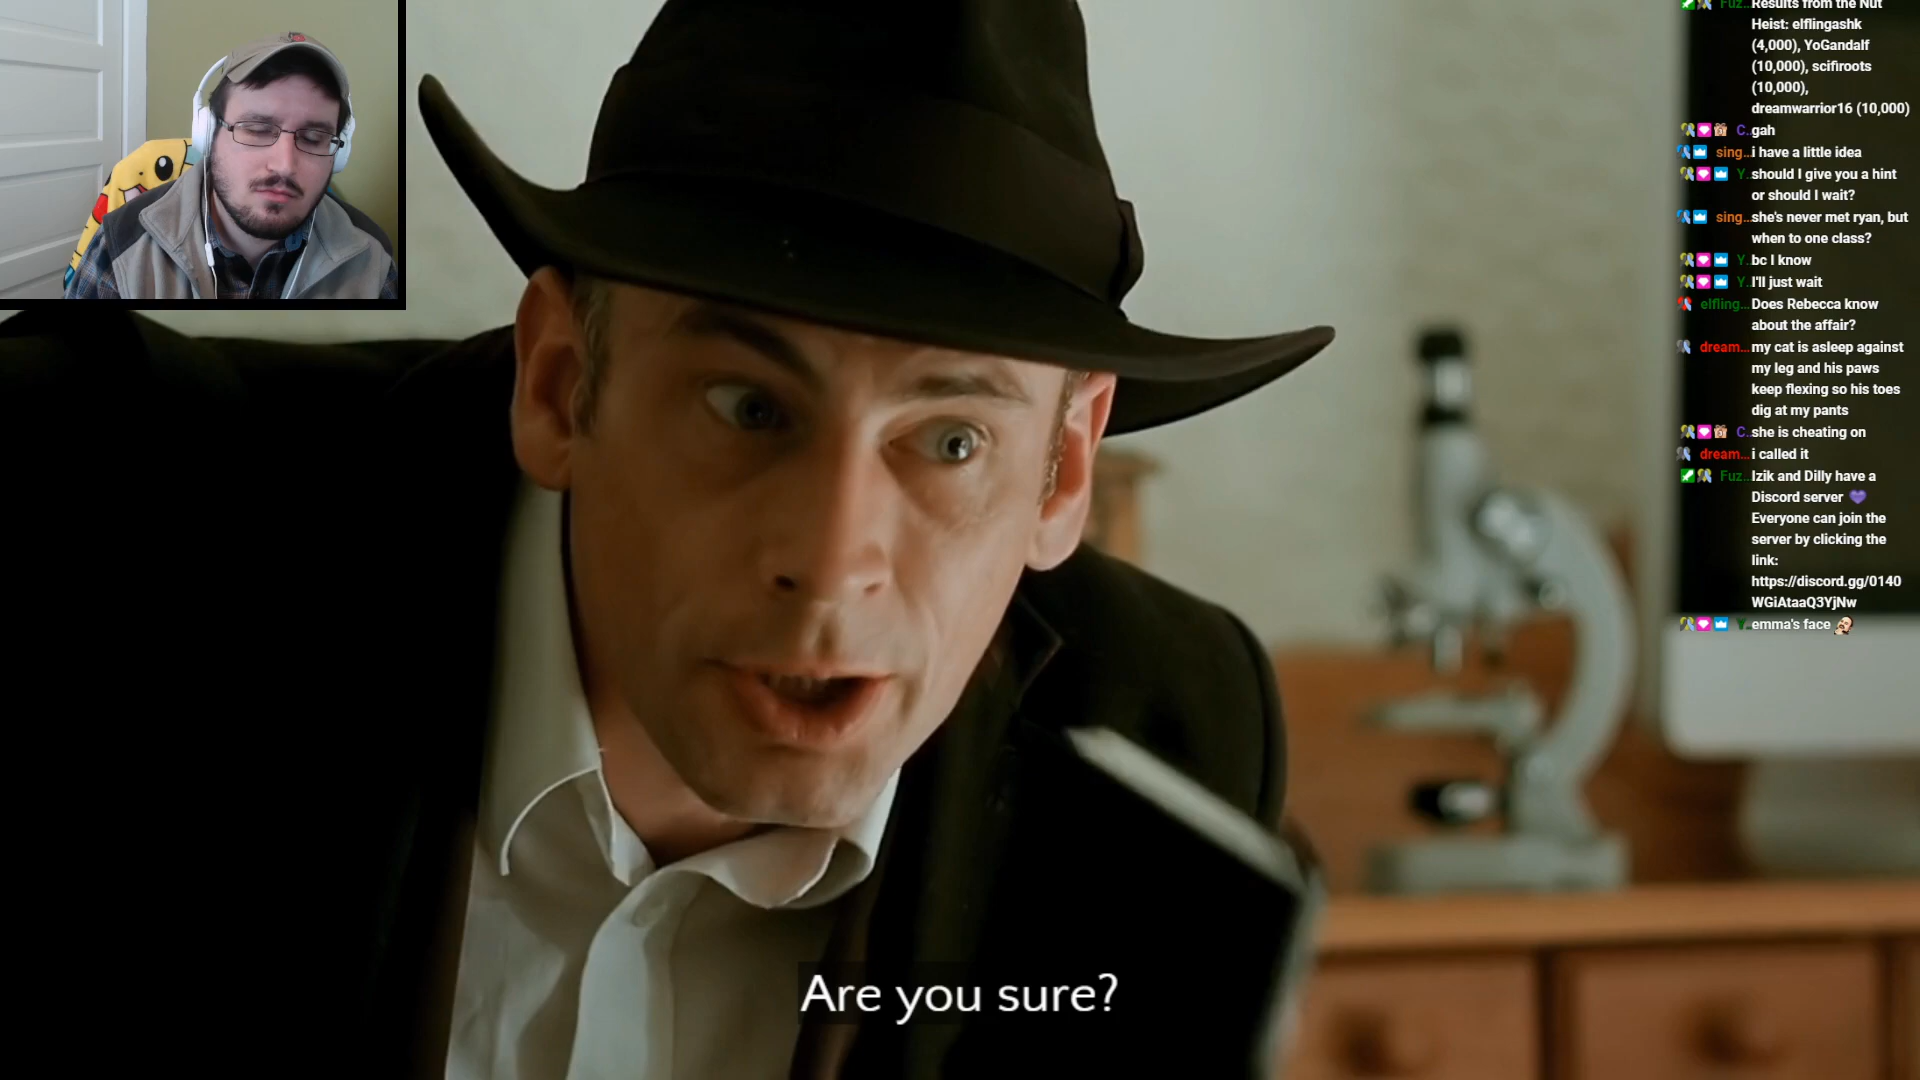 Fuz... Results from the Nut
Heist: elflingashk
(4,000), YoGandalf
(10,000), scifiroots
(10,000),
dreamwarrior16 (10,000)
C.. gah
sing... i have a little idea
Y.. should I give you a hint
or should I wait?
sing... she's never met ryan, but
when to one class?
Y.. bc I know
Y.. I'll just wait
elfling... Does Rebecca know
about the affair?
dream... my cat is asleep against
my leg and his paws
keep flexing so his toes
dig at my pants
C.. she is cheating on
dream... i called it
Fuz... Izik and Dilly have a
Discord server
Everyone can join the
server by clicking the
link:
https://discord.gg/0140
WGiAtaaQ3YjNw
Y.. emma's face
Are you sure?